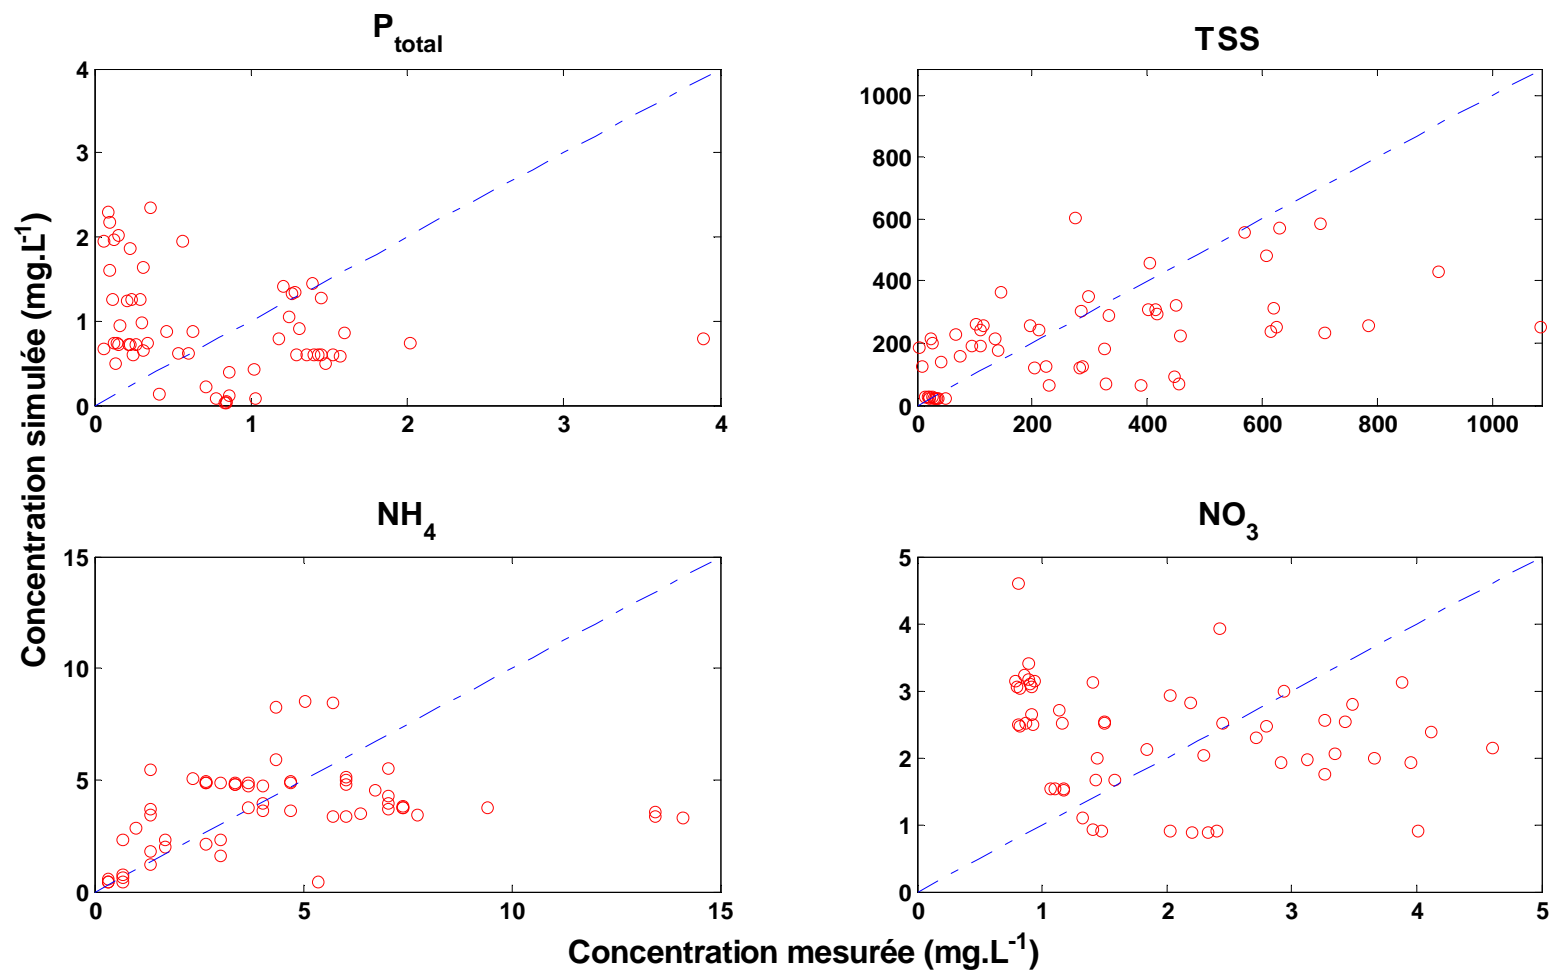 P_total
TSS
4
3
2
1
0
0 1 2 3 4
1000
800
600
400
200
0
0 200 400 600 800 1000
Concentration simulée (mg.L⁻¹)
NH₄
NO₃
15
10
5
0
0 5 10 15
5
4
3
2
1
0
0 1 2 3 4 5
Concentration mesurée (mg.L⁻¹)